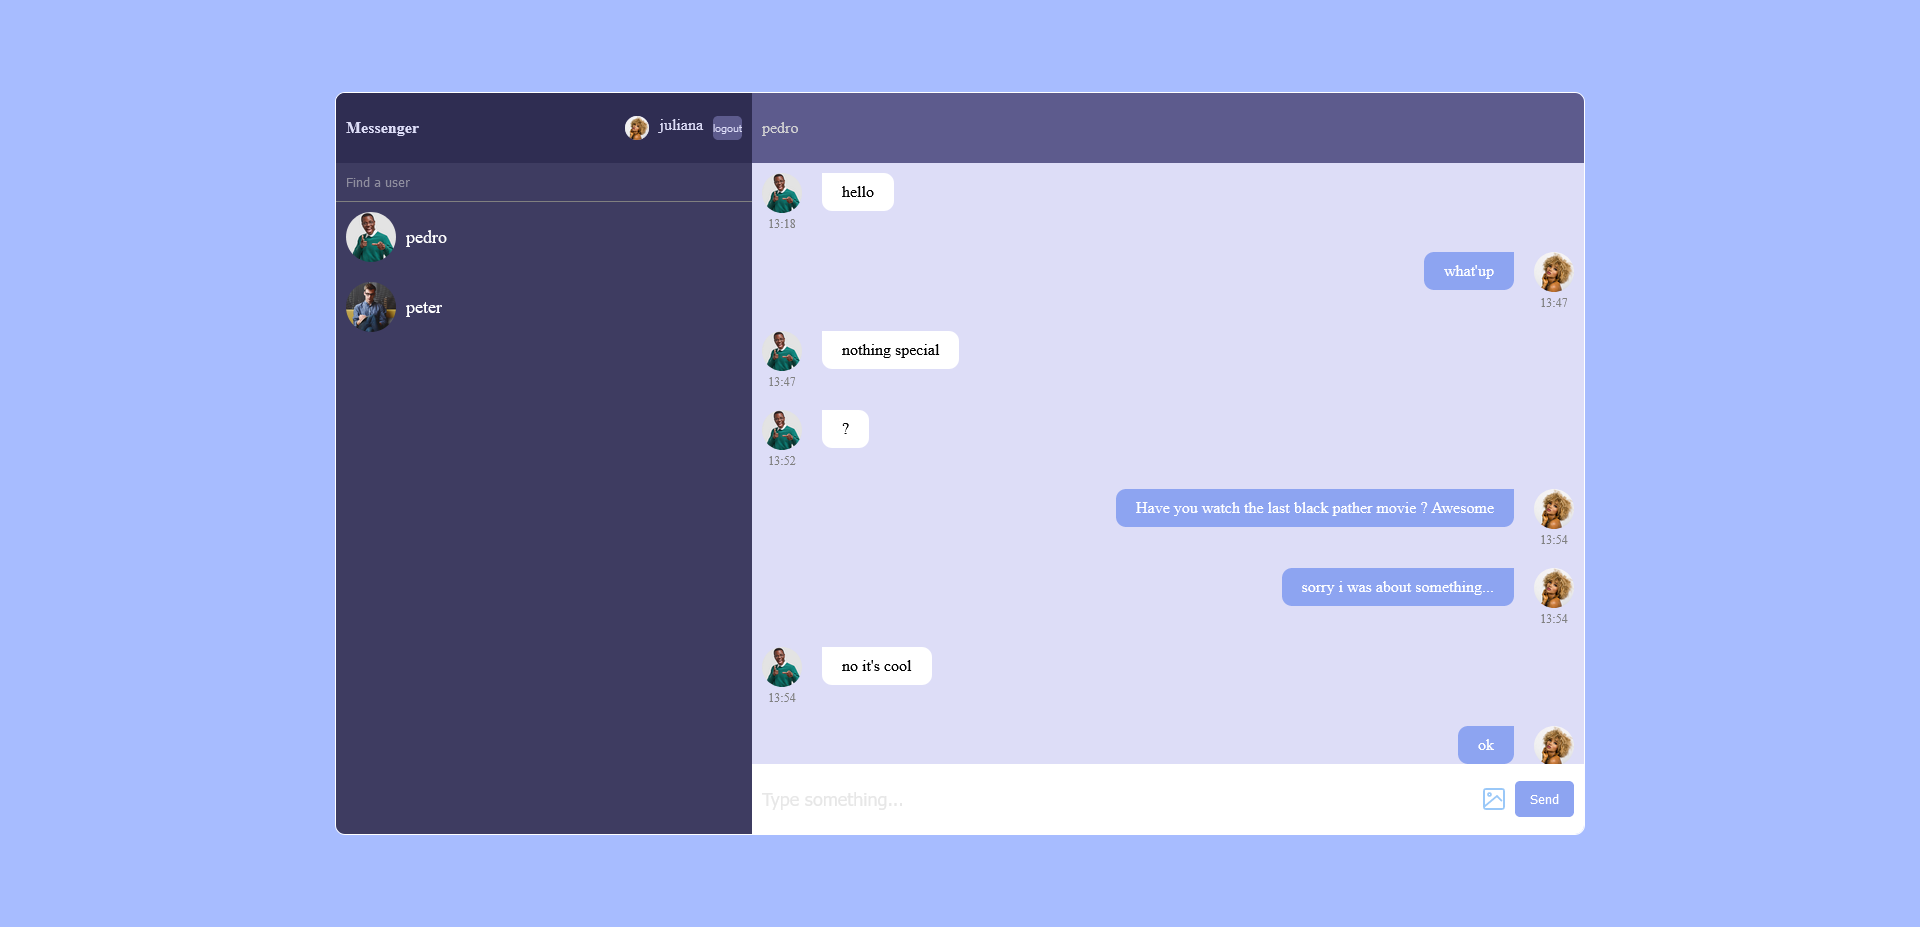 Messenger
juliana
logout
Find a user
pedro
peter
pedro
hello
13:18
what'up
13:47
nothing special
13:47
?
13:52
Have you watch the last black pather movie ? Awesome
13:54
sorry i was about something...
13:54
no it's cool
13:54
ok
Type something...
Send